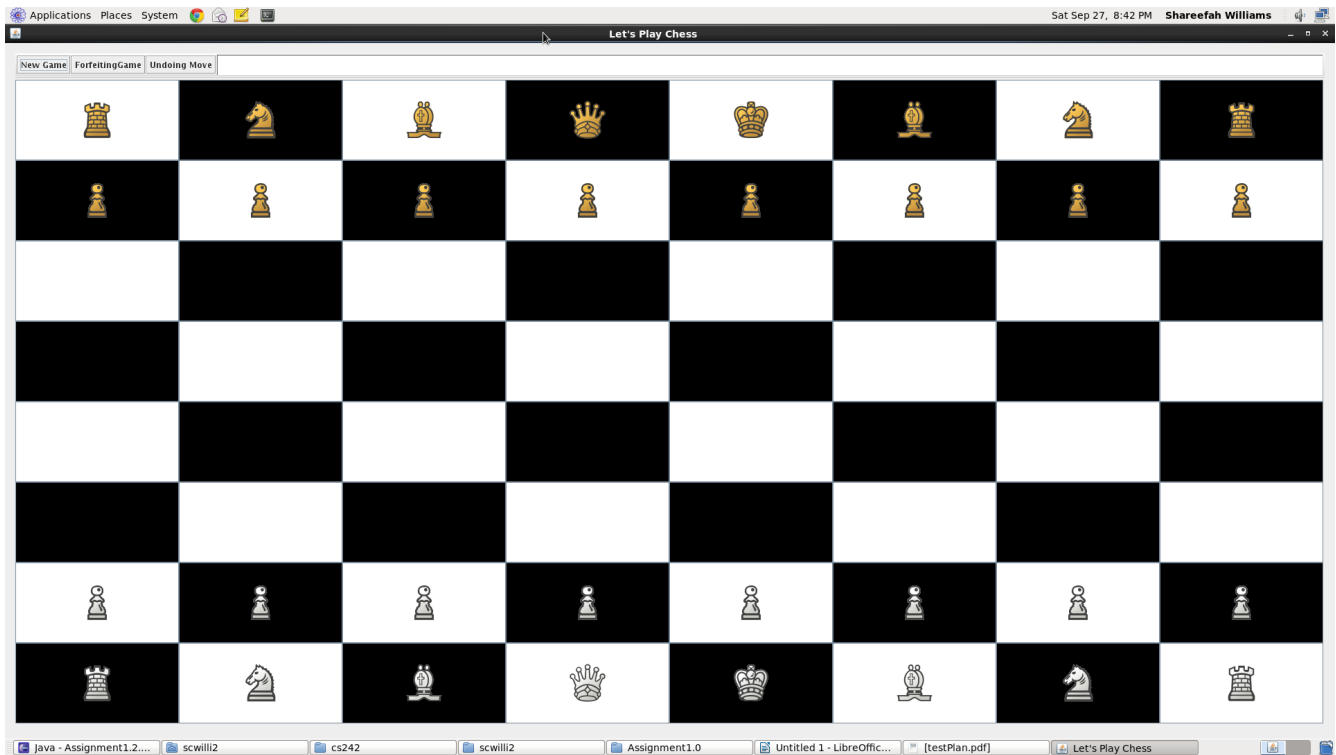 Applications Places System Sat Sep 27, 8:42 PM Shareefah Williams
Let's Play Chess
New Game ForfeitingGame Undoing Move
Java - Assignment1.2.... scwilli2 cs242 scwilli2 Assignment1.0 Untitled 1 - LibreOffic... [testPlan.pdf] Let's Play Chess